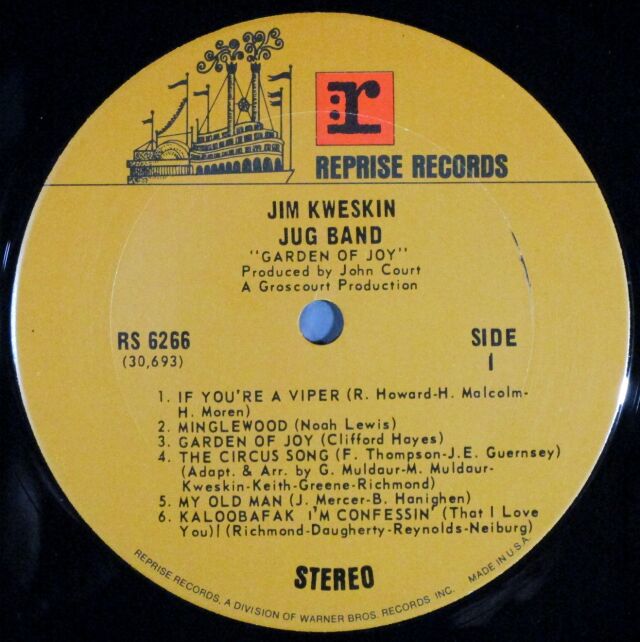 r
REPRISE RECORDS
JIM KWESKIN
JUG BAND
"GARDEN OF JOY"
Produced by John Court
A Groscourt Production
RS 6266
(30,693)
SIDE
1
1. IF YOU'RE A VIPER (R. Howard-H. Malcolm-
H. Moren)
2. MINGLEWOOD (Noah Lewis)
3. GARDEN OF JOY (Clifford Hayes)
4. THE CIRCUS SONG (F. Thompson-J.E. Guernsey)
(Adapt. & Arr. by G. Muldaur-M. Muldaur-
Kweskin-Keith-Greene-Richmond)
5. MY OLD MAN (J. Mercer-B. Hanighen)
6. KALOOBAFAK I'M CONFESSIN' (That I Love
You)| (Richmond-Daugherty-Reynolds-Neiburg)
STEREO
REPRISE RECORDS, A DIVISION OF WARNER BROS. RECORDS INC. MADE IN U.S.A.